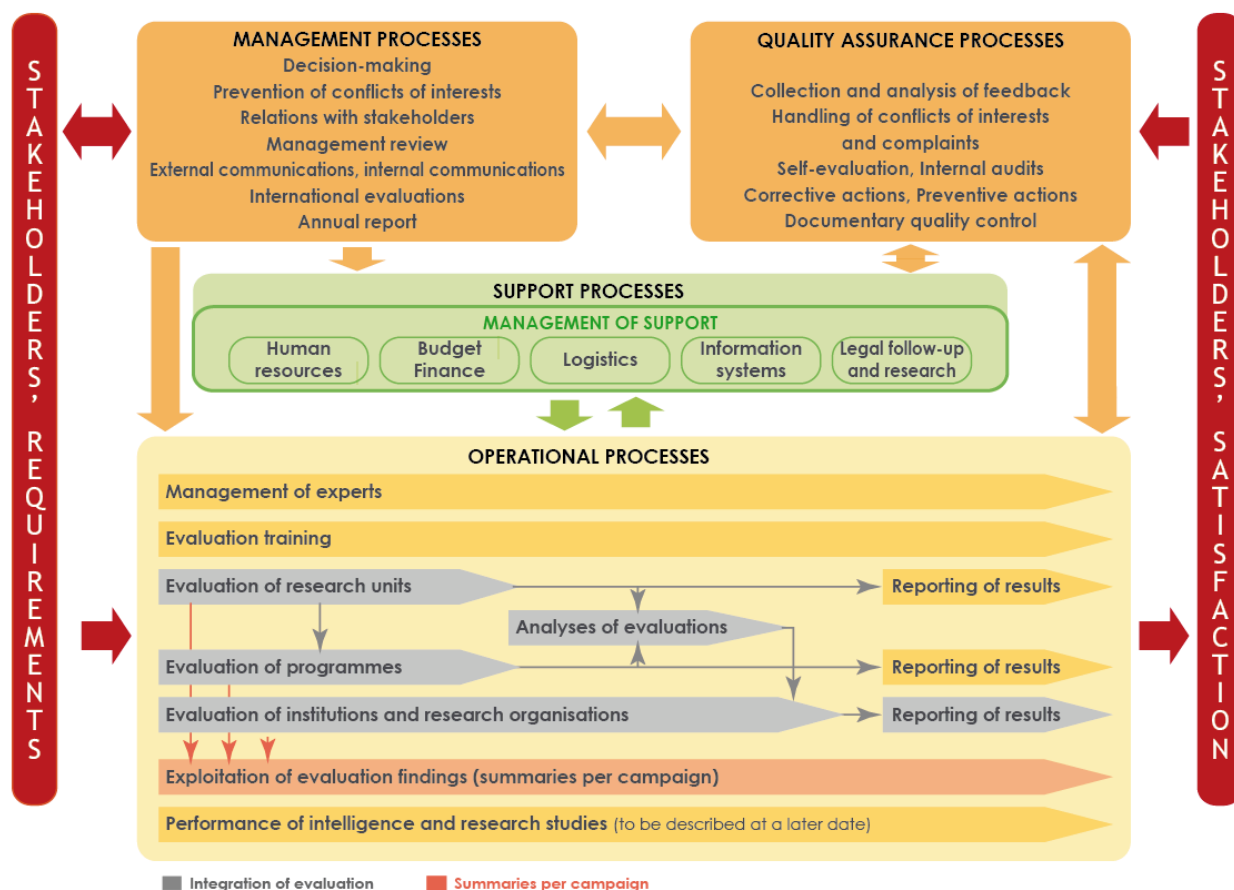 STAKEHOLDERS' REQUIREMENTS
MANAGEMENT PROCESSES
Decision-making
Prevention of conflicts of interests
Relations with stakeholders
Management review
External communications, internal communications
International evaluations
Annual report
QUALITY ASSURANCE PROCESSES
Collection and analysis of feedback
Handling of conflicts of interests
and complaints
Self-evaluation, Internal audits
Corrective actions, Preventive actions
Documentary quality control
STAKEHOLDERS' SATISFACTION
SUPPORT PROCESSES
MANAGEMENT OF SUPPORT
Human
resources
Budget
Finance
Logistics
Information
systems
Legal follow-up
and research
OPERATIONAL PROCESSES
Management of experts
Evaluation training
Evaluation of research units
Reporting of results
Analyses of evaluations
Evaluation of programmes
Reporting of results
Evaluation of institutions and research organisations
Reporting of results
Exploitation of evaluation findings (summaries per campaign)
Performance of intelligence and research studies (to be described at a later date)
Integration of evaluation
Summaries per campaign